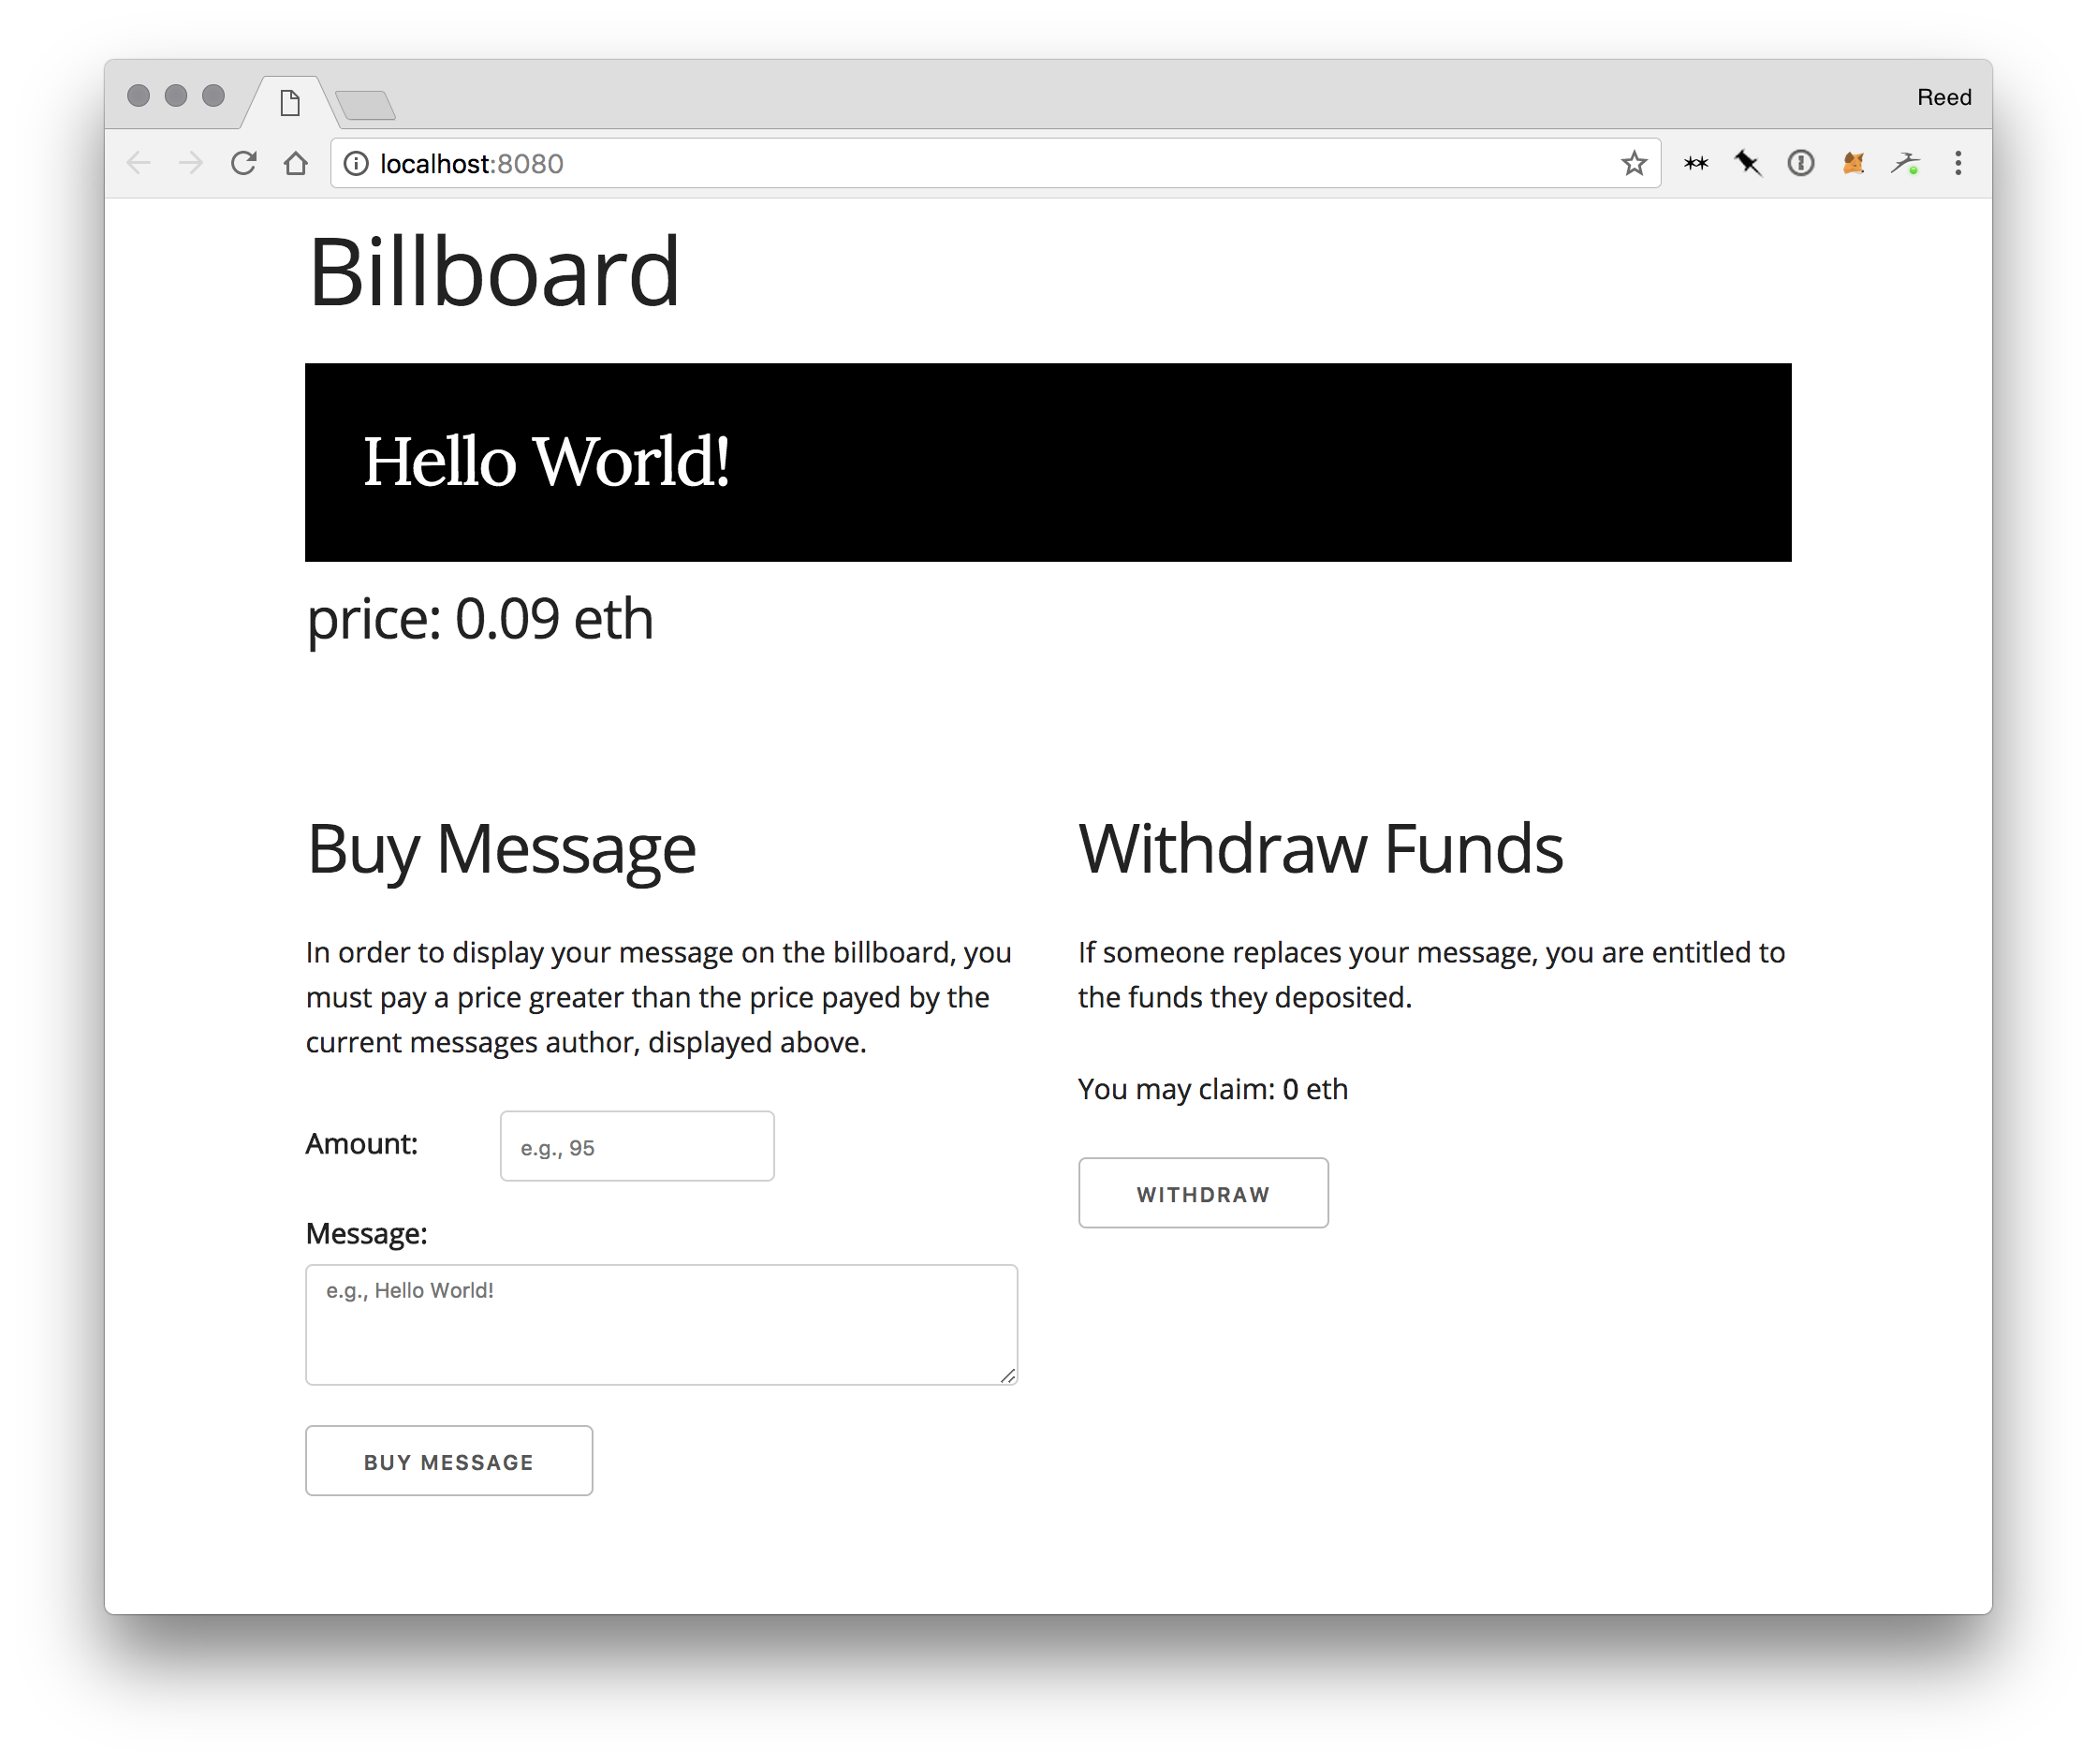 Reed
localhost:8080
Billboard
Hello World!
price: 0.09 eth
Buy Message
In order to display your message on the billboard, you
must pay a price greater than the price payed by the
current messages author, displayed above.
Amount:
e.g., 95
Message:
e.g., Hello World!
BUY MESSAGE
Withdraw Funds
If someone replaces your message, you are entitled to
the funds they deposited.
You may claim: 0 eth
WITHDRAW